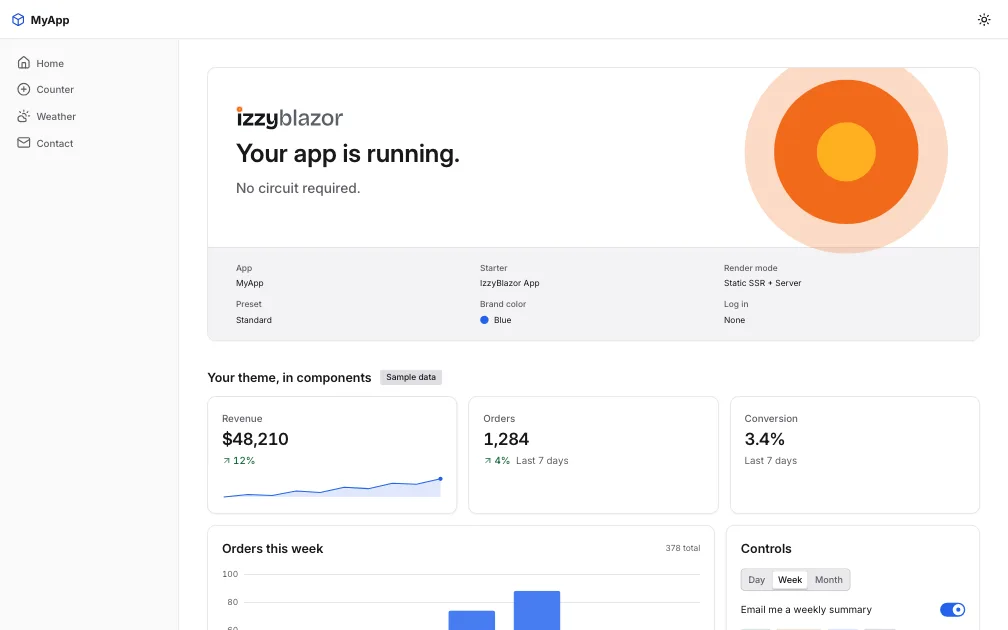 MyApp
Home
Counter
Weather
Contact
izzyblazor
Your app is running.
No circuit required.
App
MyApp
Starter
IzzyBlazor App
Render mode
Static SSR + Server
Preset
Standard
Brand color
Blue
Log in
None
Your theme, in components
Sample data
Revenue
$48,210
12%
Orders
1,284
4% Last 7 days
Conversion
3.4%
Last 7 days
Orders this week
378 total
100
80
60
Controls
Day Week Month
Email me a weekly summary